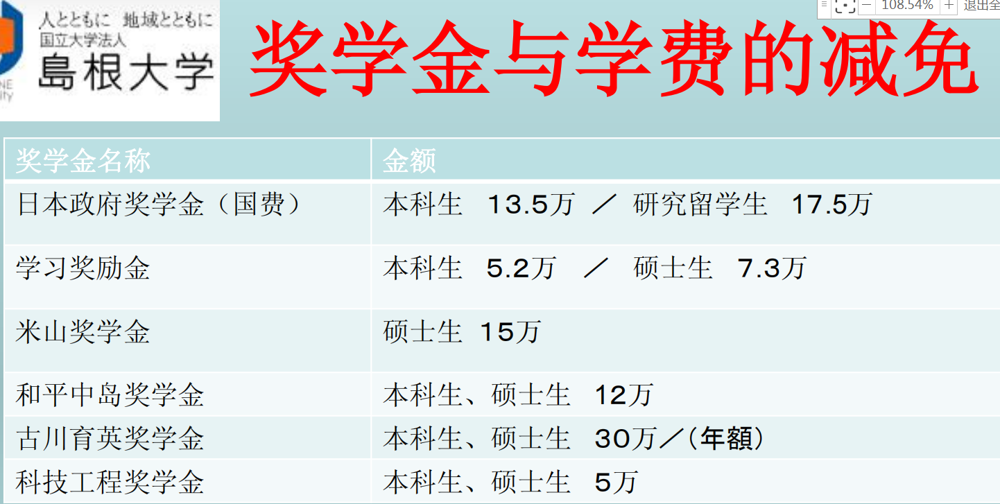 人とともに 地域とともに
国立大学法人
島根大学
NE
ity
108.54%
退出全
奖学金与学费的减免
奖学金名称 金额
日本政府奖学金（国费） 本科生 13.5万 ／ 研究留学生 17.5万
学习奖励金 本科生 5.2万 ／ 硕士生 7.3万
米山奖学金 硕士生 15万
和平中岛奖学金 本科生、硕士生 12万
古川育英奖学金 本科生、硕士生 30万／（年額）
科技工程奖学金 本科生、硕士生 5万